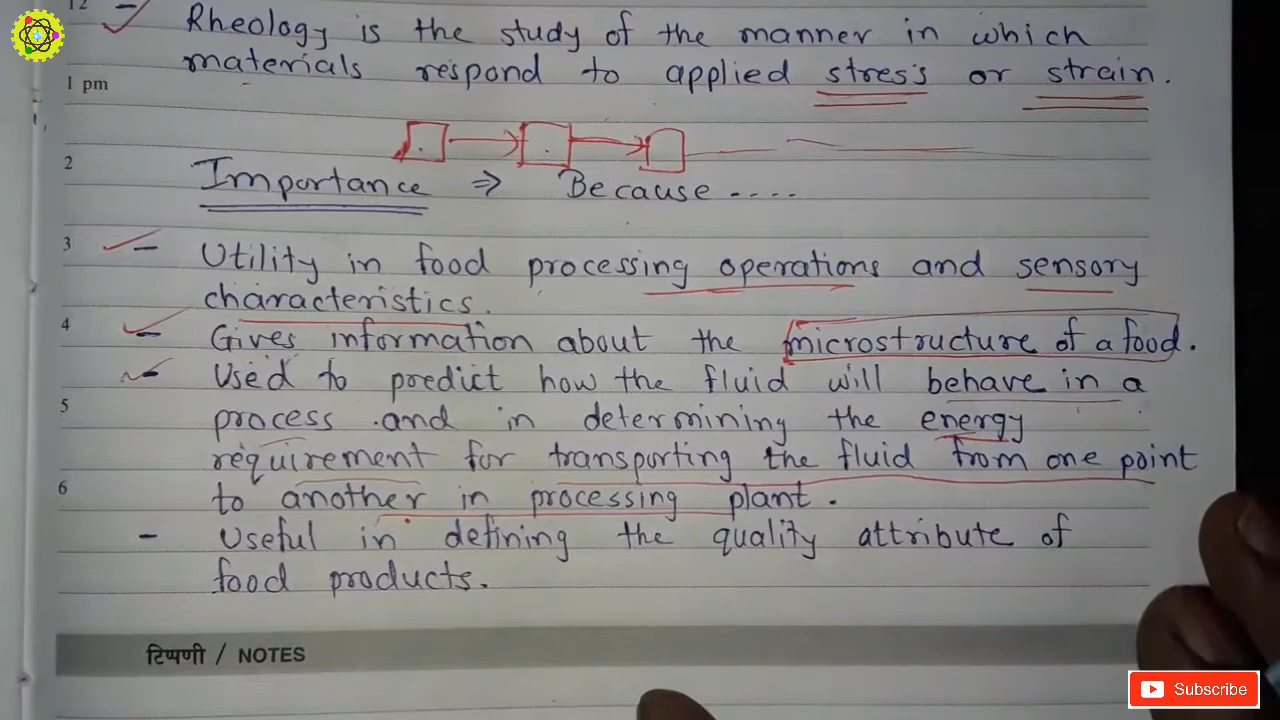 12
- Rheology is the study of the manner in which
materials respond to applied stress or strain.
1 pm
2
Importance ⇒ Because ----
3
- Utility in food processing operations and sensory
characteristics.
4
- Gives information about the microstructure of a food.
- Used to predict how the fluid will behave in a
5
process and in determining the energy
requirement for transporting the fluid from one point
6
to another in processing plant.
- Useful in defining the quality attribute of
food products.
टिप्पणी / NOTES
Subscribe